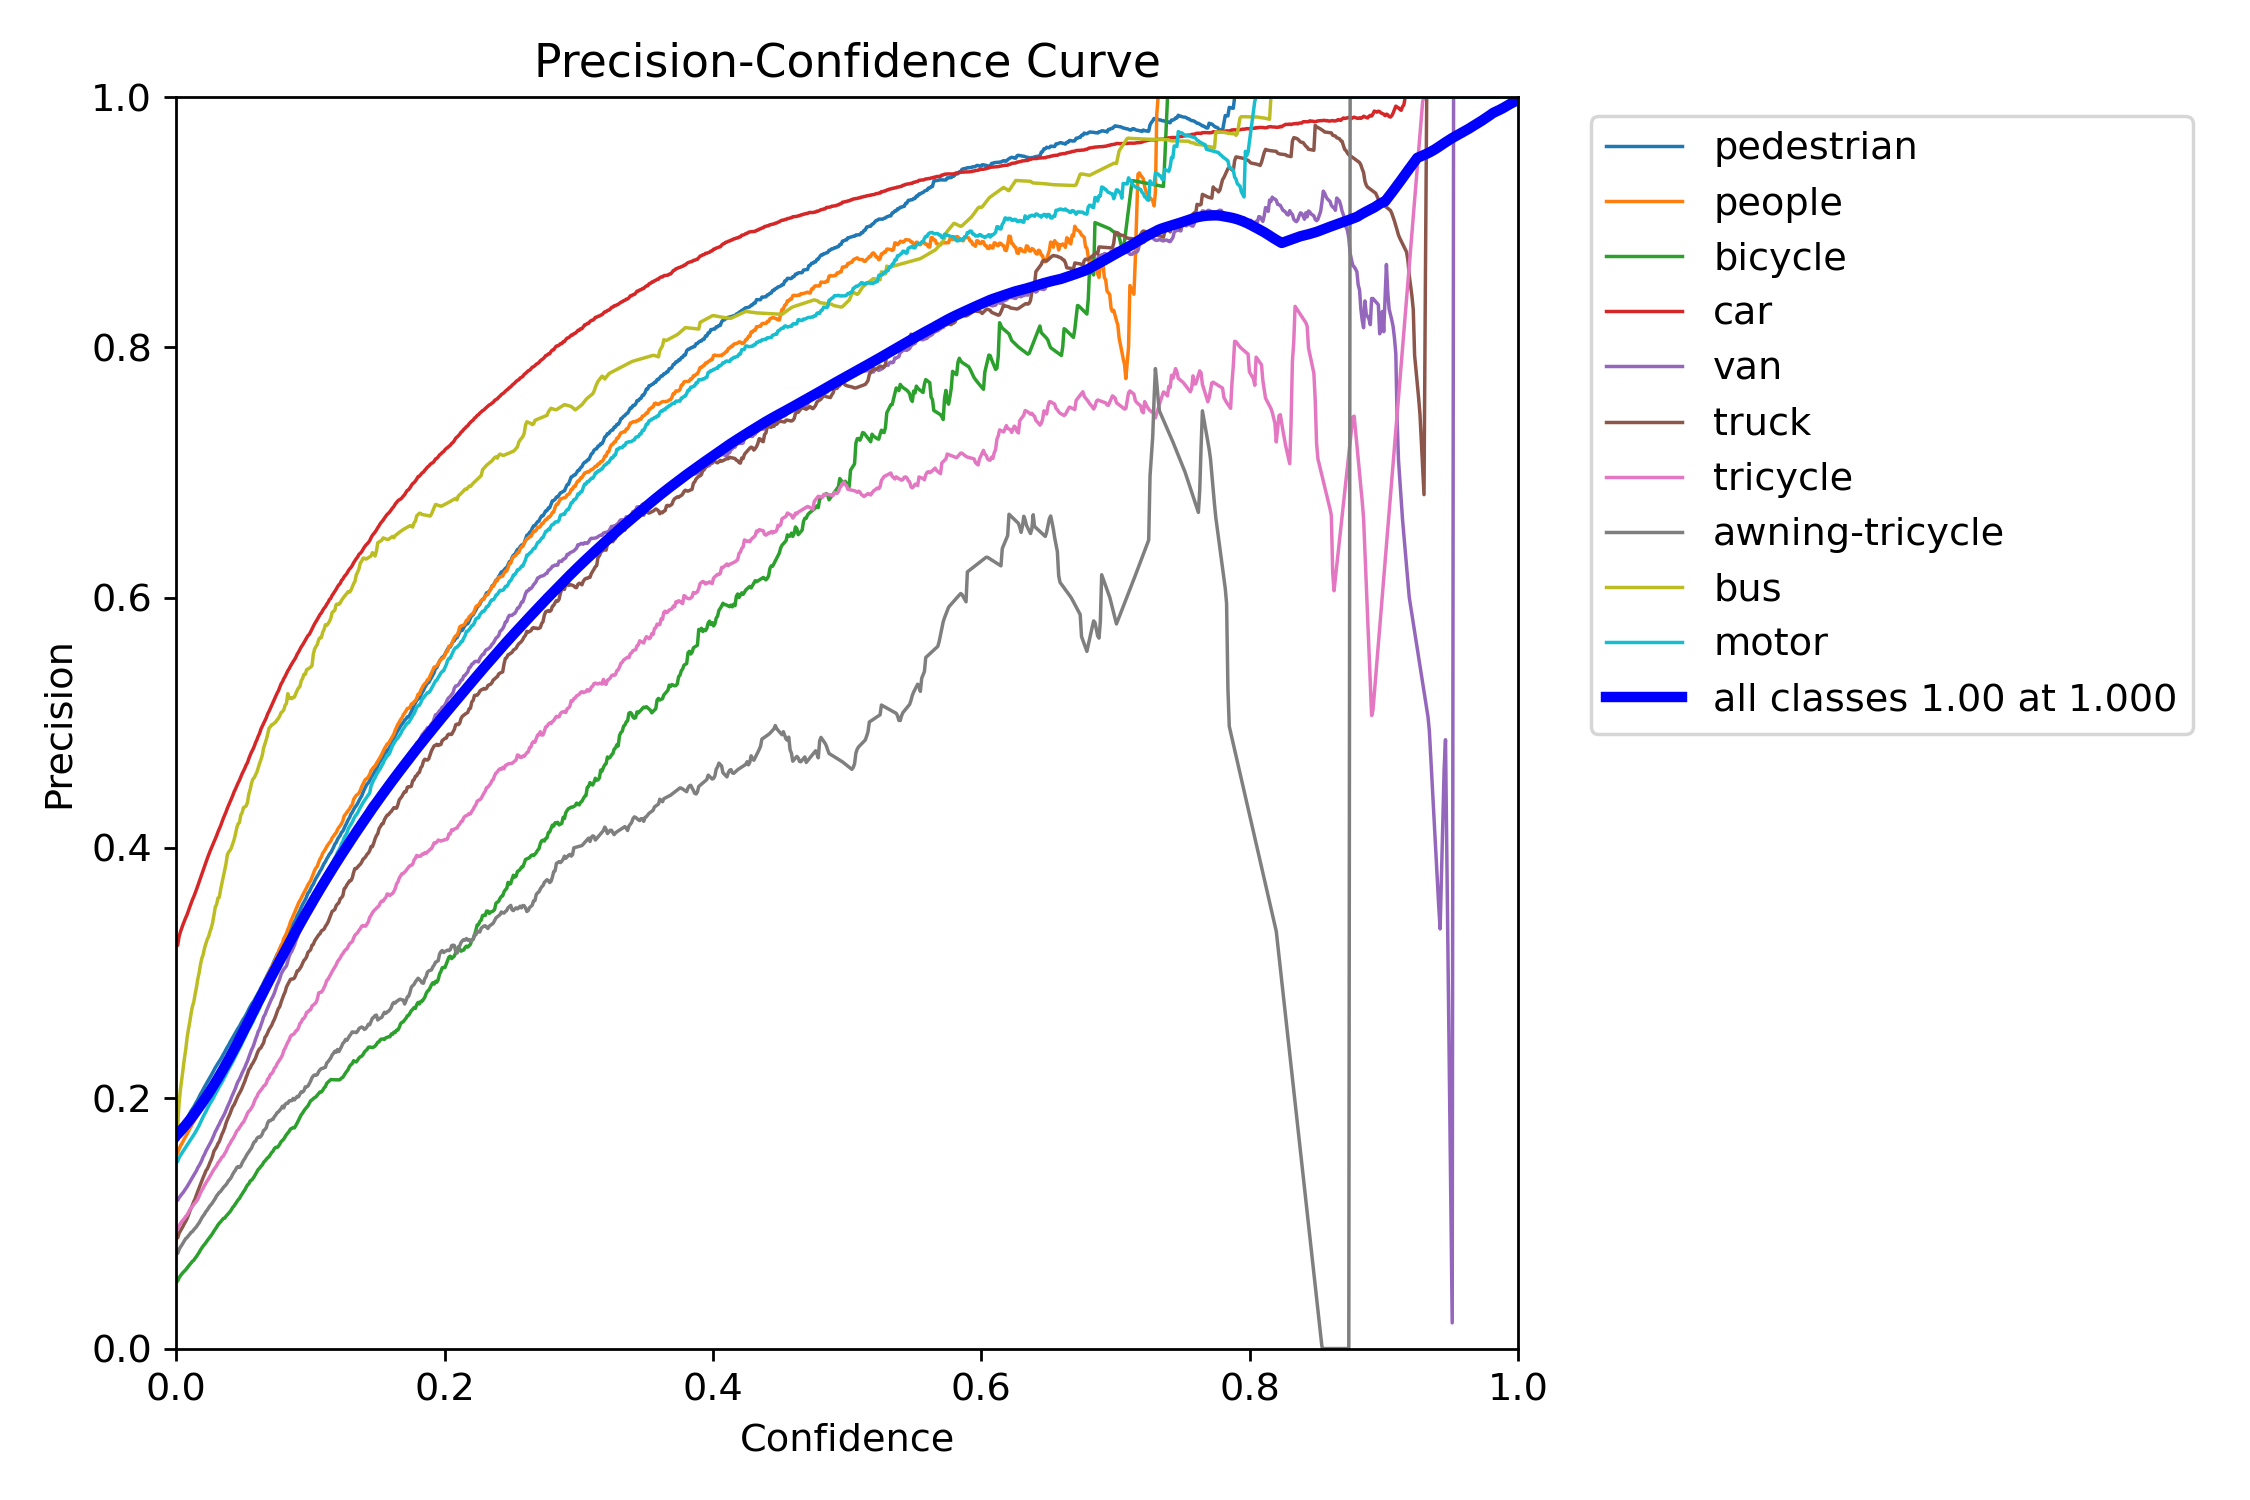 Precision-Confidence Curve
1.0
0.8
0.6
0.4
0.2
0.0
Precision
0.0 0.2 0.4 0.6 0.8 1.0
Confidence
pedestrian
people
bicycle
car
van
truck
tricycle
awning-tricycle
bus
motor
all classes 1.00 at 1.000